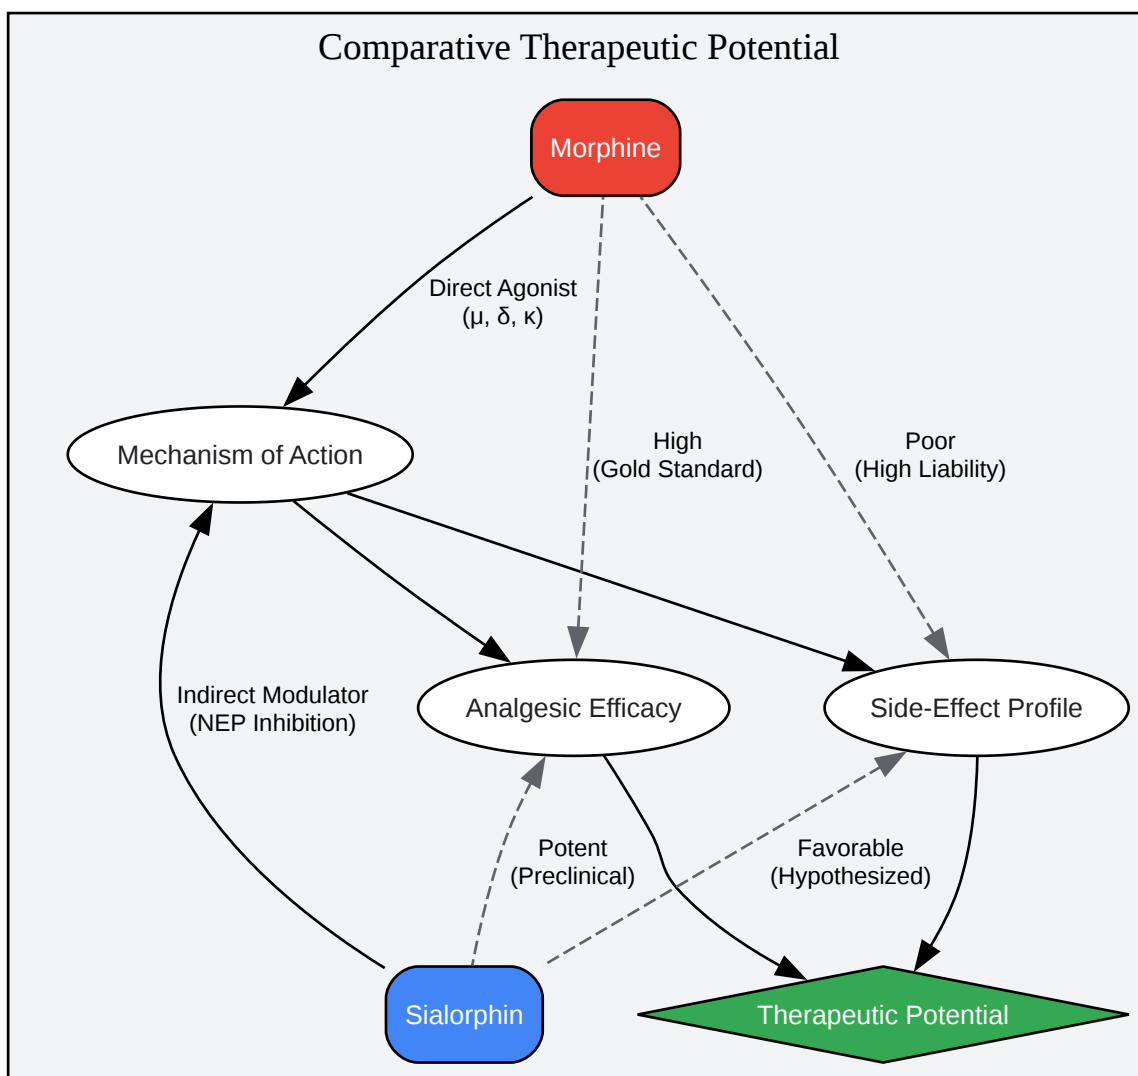 Comparative Therapeutic Potential
Morphine
Direct Agonist
(μ, δ, κ)
High
(Gold Standard)
Poor
(High Liability)
Mechanism of Action
Indirect Modulator
(NEP Inhibition)
Analgesic Efficacy
Side-Effect Profile
Potent
(Preclinical)
Favorable
(Hypothesized)
Sialorphin
Therapeutic Potential